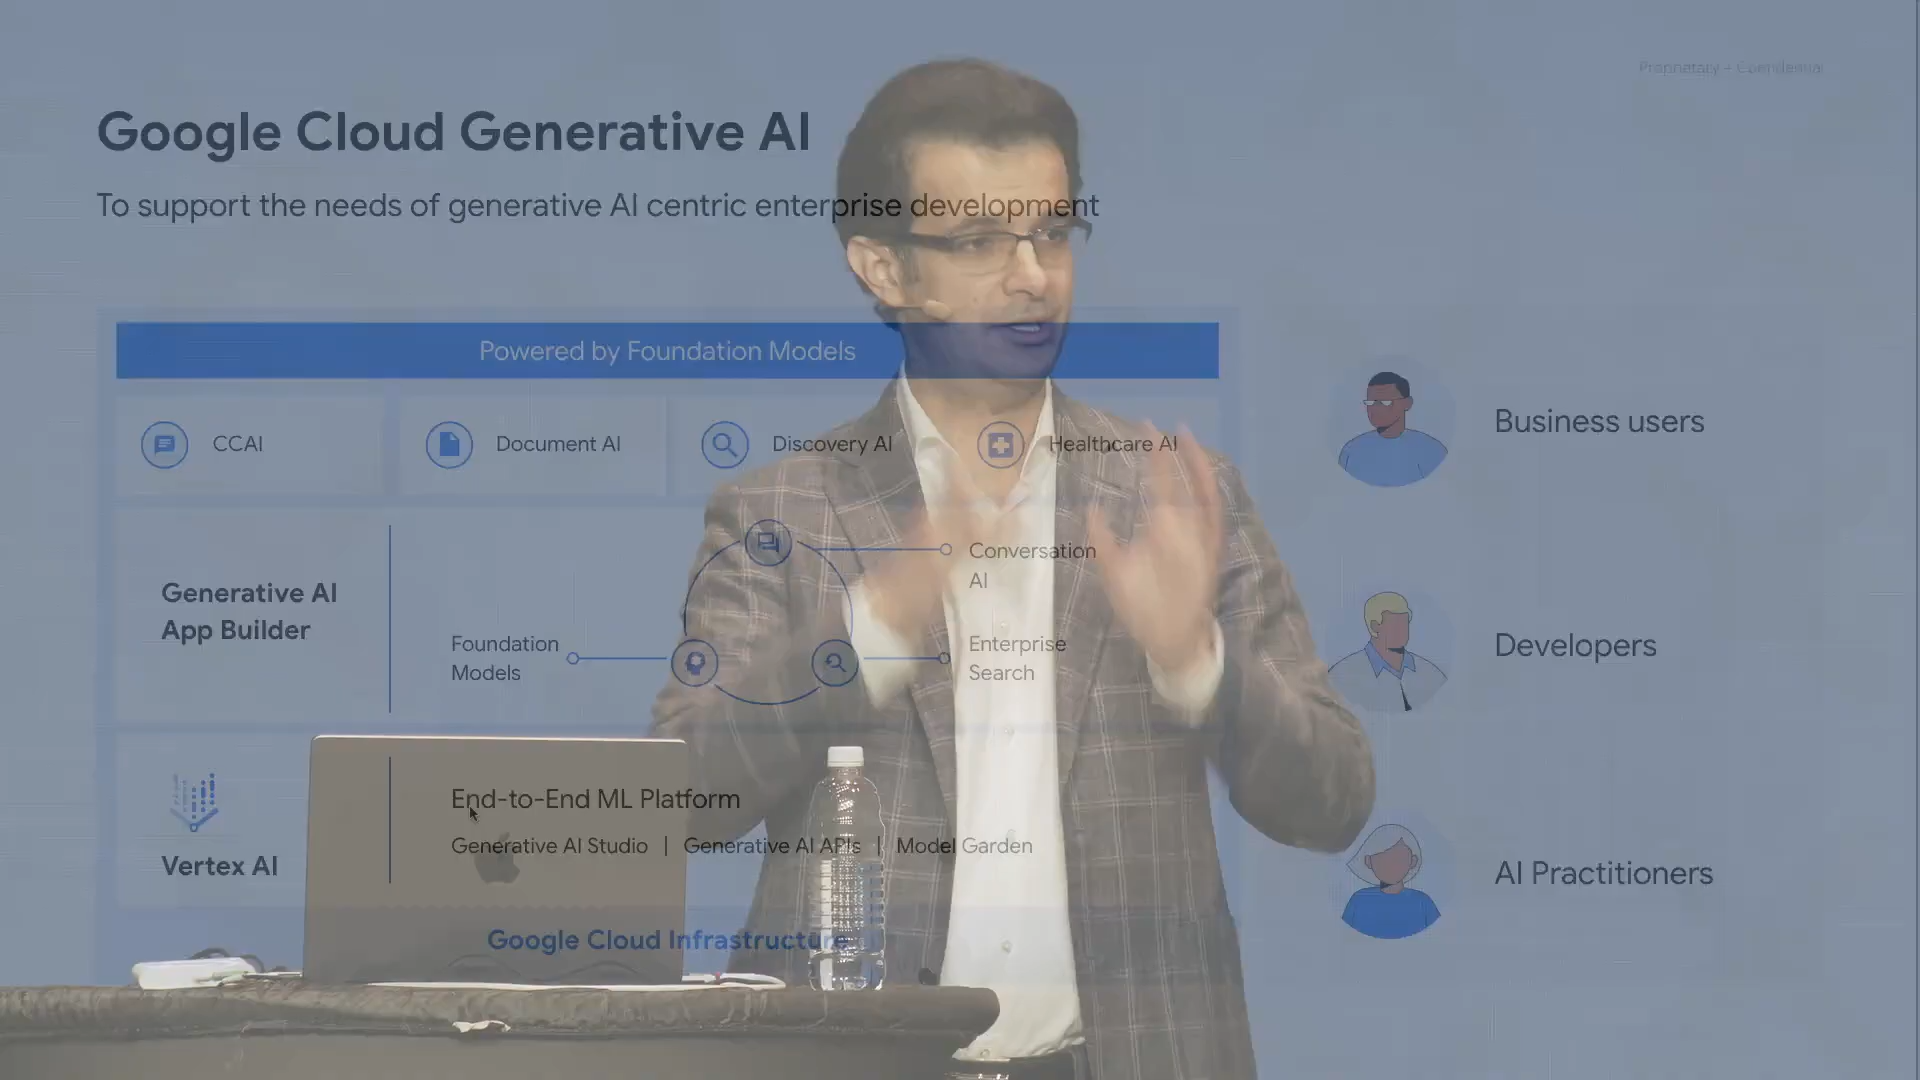 Proprietary + Confidential
Google Cloud Generative AI
To support the needs of generative AI centric enterprise development
Powered by Foundation Models
CCAI
Document AI
Discovery AI
Healthcare AI
Business users
Generative AI
App Builder
Conversation
AI
Foundation
Models
Enterprise
Search
Developers
Vertex AI
End-to-End ML Platform
Generative AI Studio | Generative AI APIs | Model Garden
AI Practitioners
Google Cloud Infrastructure